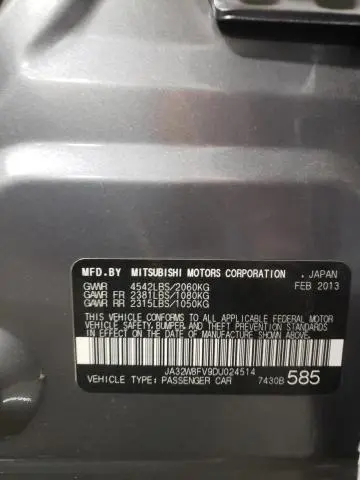 MFD.BY MITSUBISHI MOTORS CORPORATION . JAPAN
GVWR 4542LBS/2060KG FEB 2013
GAWR FR 2381LBS/1080KG
GAWR RR 2315LBS/1050KG
THIS VEHICLE CONFORMS TO ALL APPLICABLE FEDERAL MOTOR
VEHICLE SAFETY,BUMPER,AND THEFT PREVENTION STANDARDS
IN EFFECT ON THE DATE OF MANUFACTURE SHOWN ABOVE.
JA32W8FV9DU024514
VEHICLE TYPE: PASSENGER CAR 7430B 585